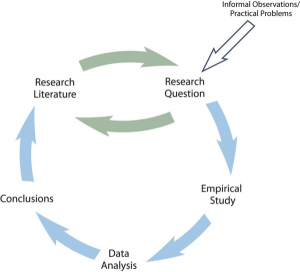 Informal Observations/
Practical Problems
Research
Literature
Research
Question
Empirical
Study
Data
Analysis
Conclusions